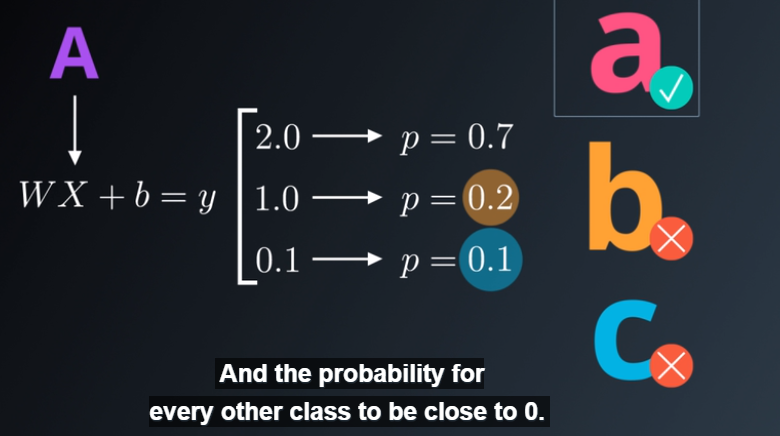 A
a
2.0 → p = 0.7
WX + b = y
1.0 → p = 0.2
b
0.1 → p = 0.1
c
And the probability for
every other class to be close to 0.